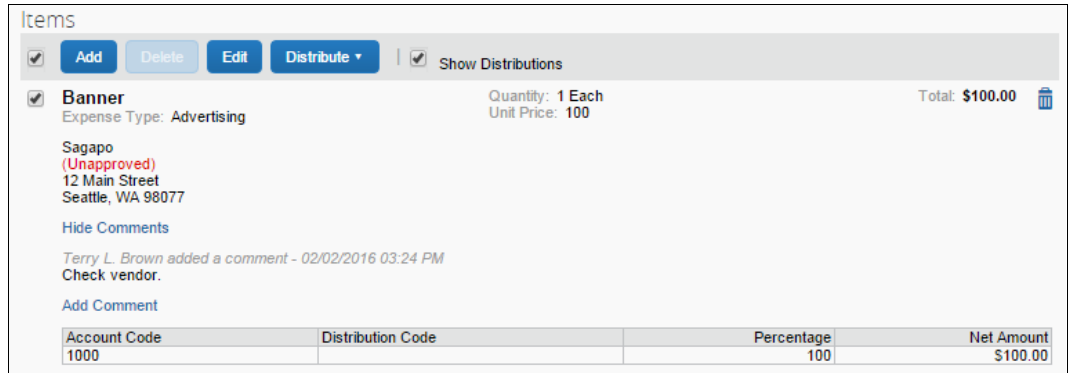 Items
Add Delete Edit Distribute | Show Distributions
Banner Quantity: 1 Each Total: $100.00
Expense Type: Advertising Unit Price: 100
Sagapo
(Unapproved)
12 Main Street
Seattle, WA 98077
Hide Comments
Terry L. Brown added a comment - 02/02/2016 03:24 PM
Check vendor.
Add Comment
Account Code Distribution Code Percentage Net Amount
1000 100 $100.00